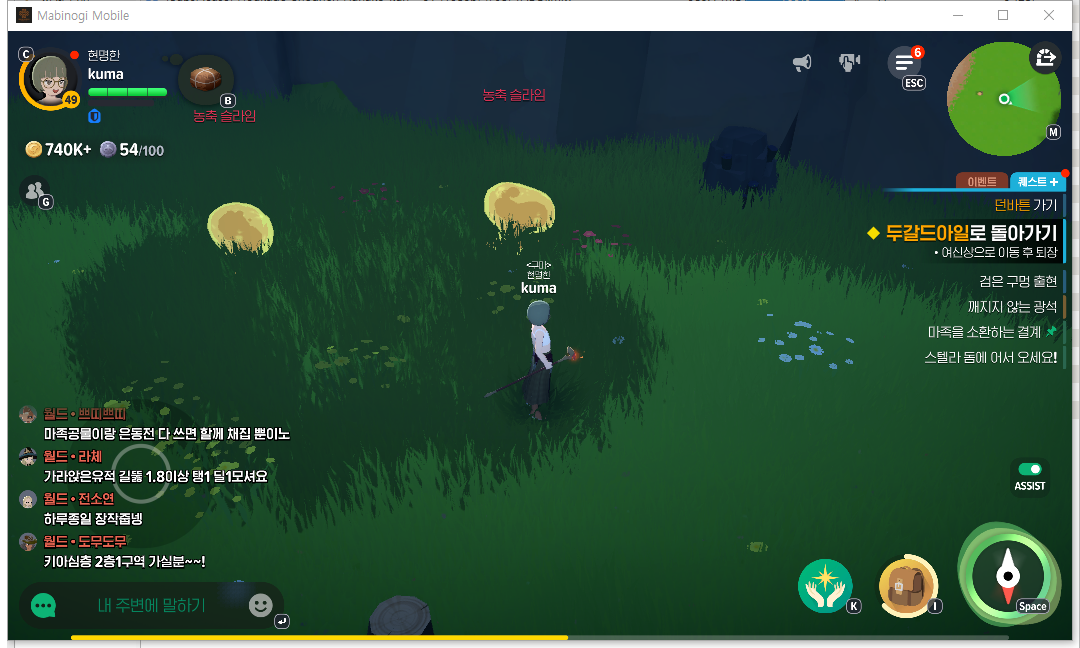 Mabinogi Mobile
C
현명한
kuma
49
B
농축 슬라임
농축 슬라임
6
ESC
M
740K+
54/100
G
이벤트
퀘스트 +
던바튼 가기
두갈드아일로 돌아가기
• 여신상으로 이동 후 퇴장
검은 구멍 출현
깨지지 않는 광석
마족을 소환하는 결계
스텔라 돔에 어서 오세요!
<구마>
현명한
kuma
월드 • 쁘띠쁘띠
마족공물이랑 은동전 다 쓰면 할께 채집 뿐이노
월드 • 라체
가라앉은유적 길뚫 1.8이상 탱1 딜1모셔요
월드 • 전소연
하루종일 장작줍넹
월드 • 도무도무
키아심층 2층1구역 가실분~~!
내 주변에 말하기
ASSIST
K
I
Space